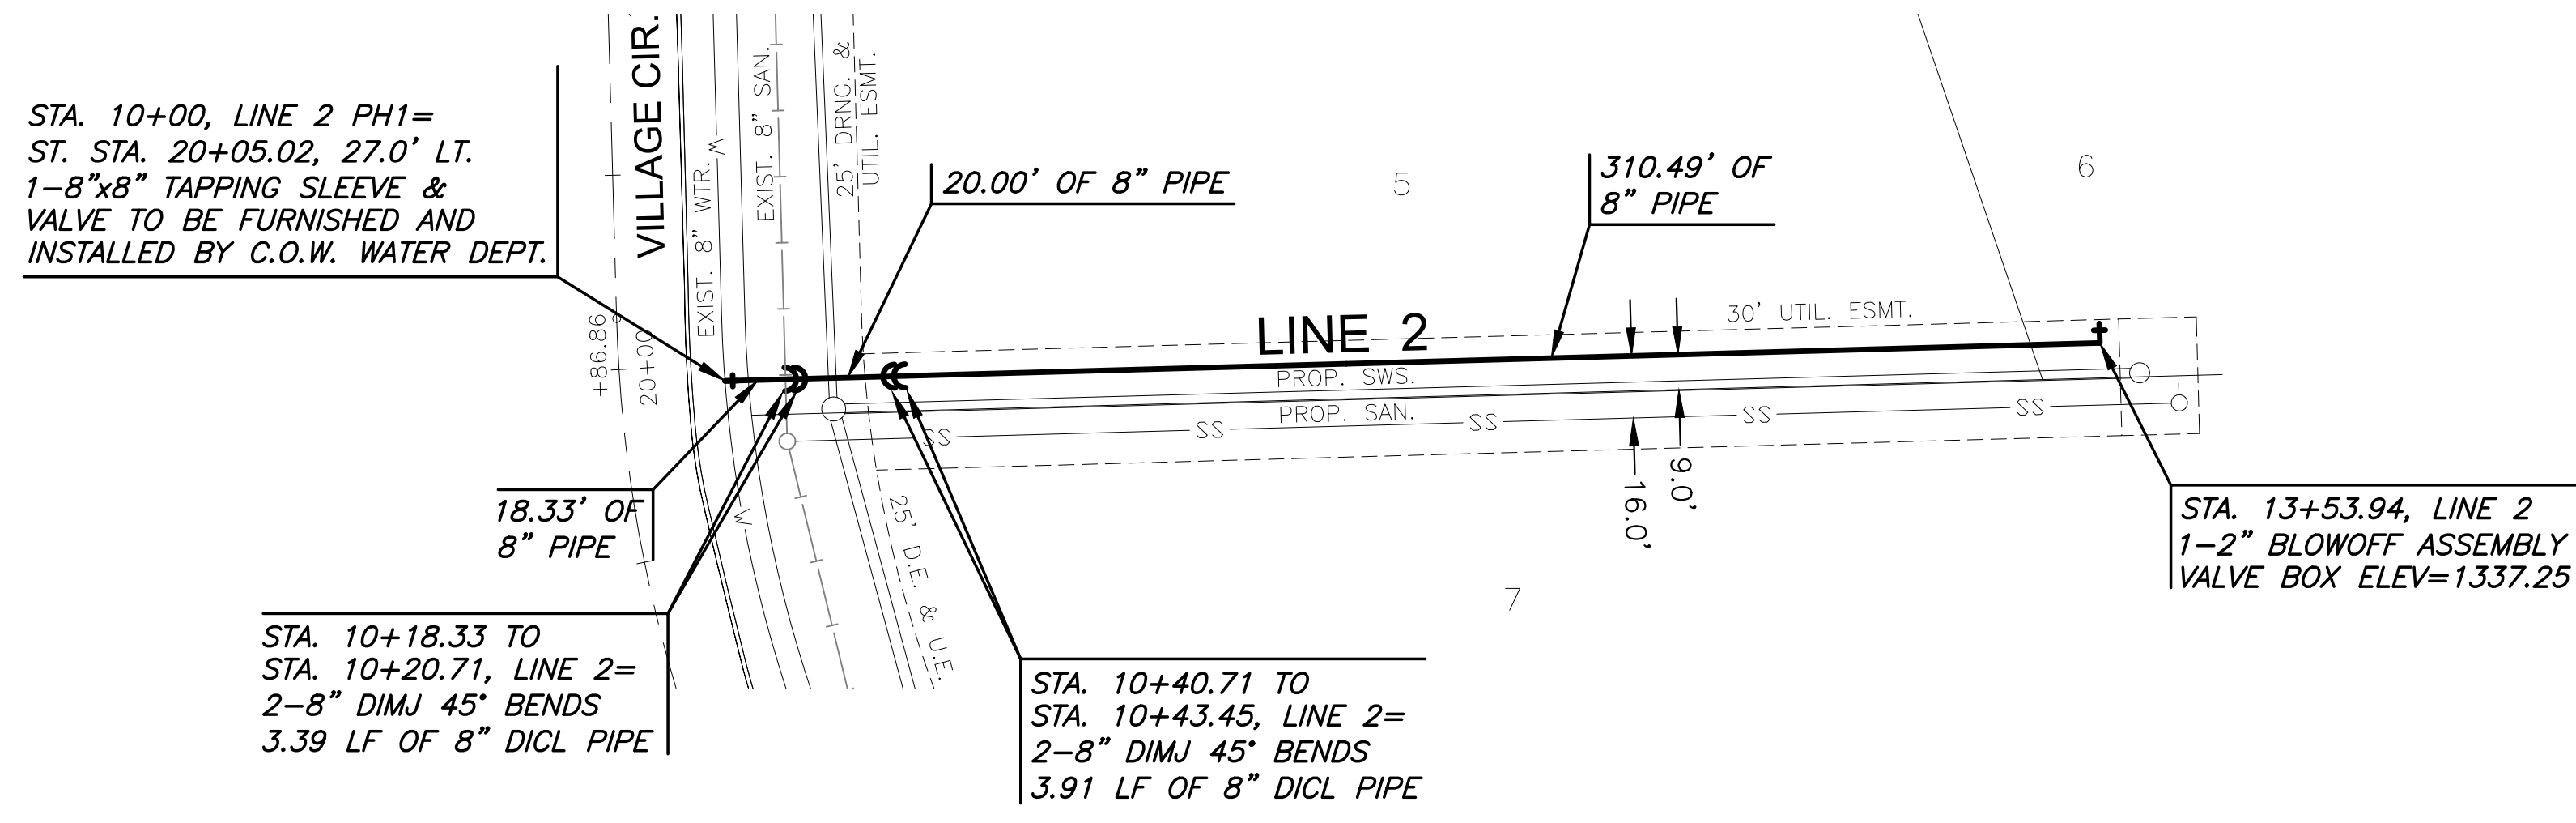 STA. 10+00, LINE 2 PH1=
ST. STA. 20+05.02, 27.0' LT.
1-8"x8" TAPPING SLEEVE &
VALVE TO BE FURNISHED AND
INSTALLED BY C.O.W. WATER DEPT.
VILLAGE CIR.
EXIST. 8" WTR.
W
EXIST. 8" SAN.
25' DRNG. &
UTIL. ESMT.
20.00' OF 8" PIPE
5
310.49' OF
8" PIPE
6
+86.86
20+00
LINE 2
30' UTIL. ESMT.
PROP. SWS.
PROP. SAN.
SS
SS
SS
SS
SS
9.0'
16.0'
18.33' OF
8" PIPE
W
25' D.E. & U.E.
7
STA. 13+53.94, LINE 2
1-2" BLOWOFF ASSEMBLY
VALVE BOX ELEV=1337.25
STA. 10+18.33 TO
STA. 10+20.71, LINE 2=
2-8" DIMJ 45° BENDS
3.39 LF OF 8" DICL PIPE
STA. 10+40.71 TO
STA. 10+43.45, LINE 2=
2-8" DIMJ 45° BENDS
3.91 LF OF 8" DICL PIPE